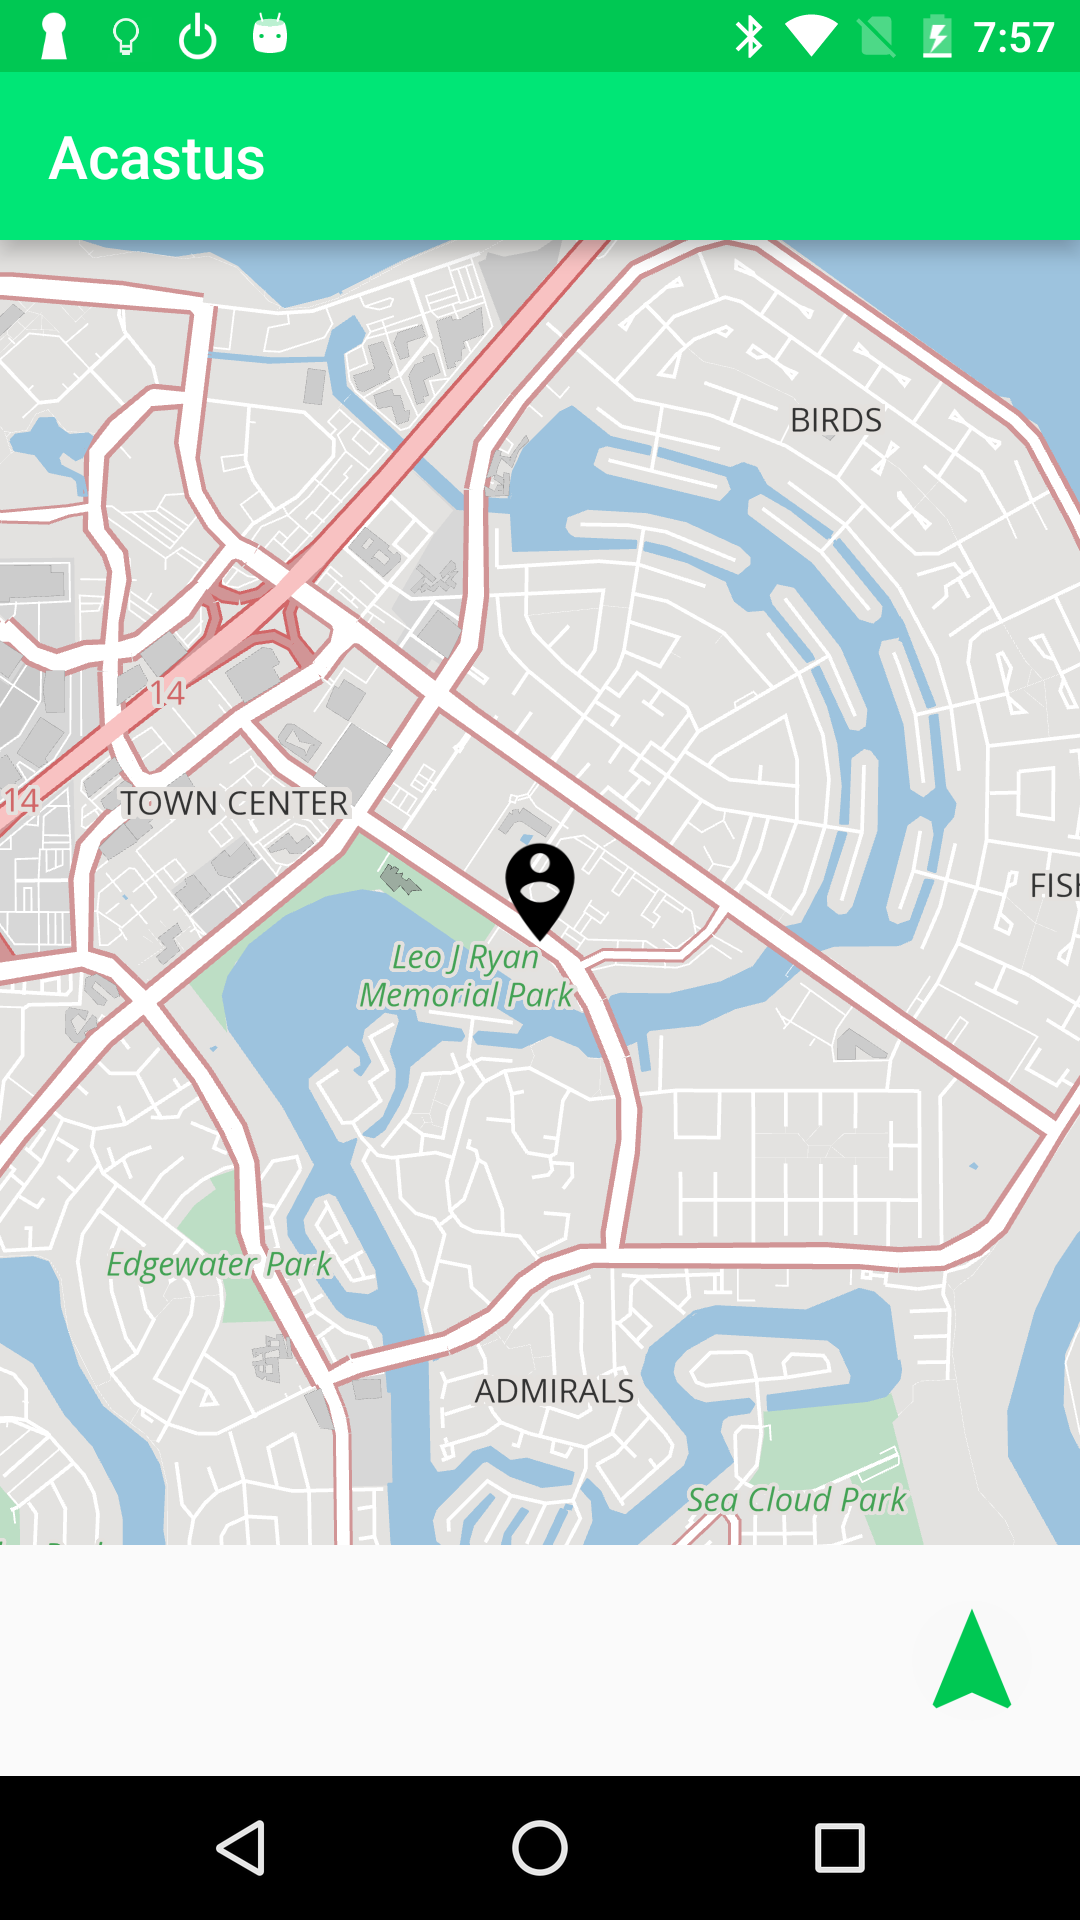 7:57
Acastus
BIRDS
14
14
TOWN CENTER
FISH
Leo J Ryan
Memorial Park
Edgewater Park
ADMIRALS
Sea Cloud Park